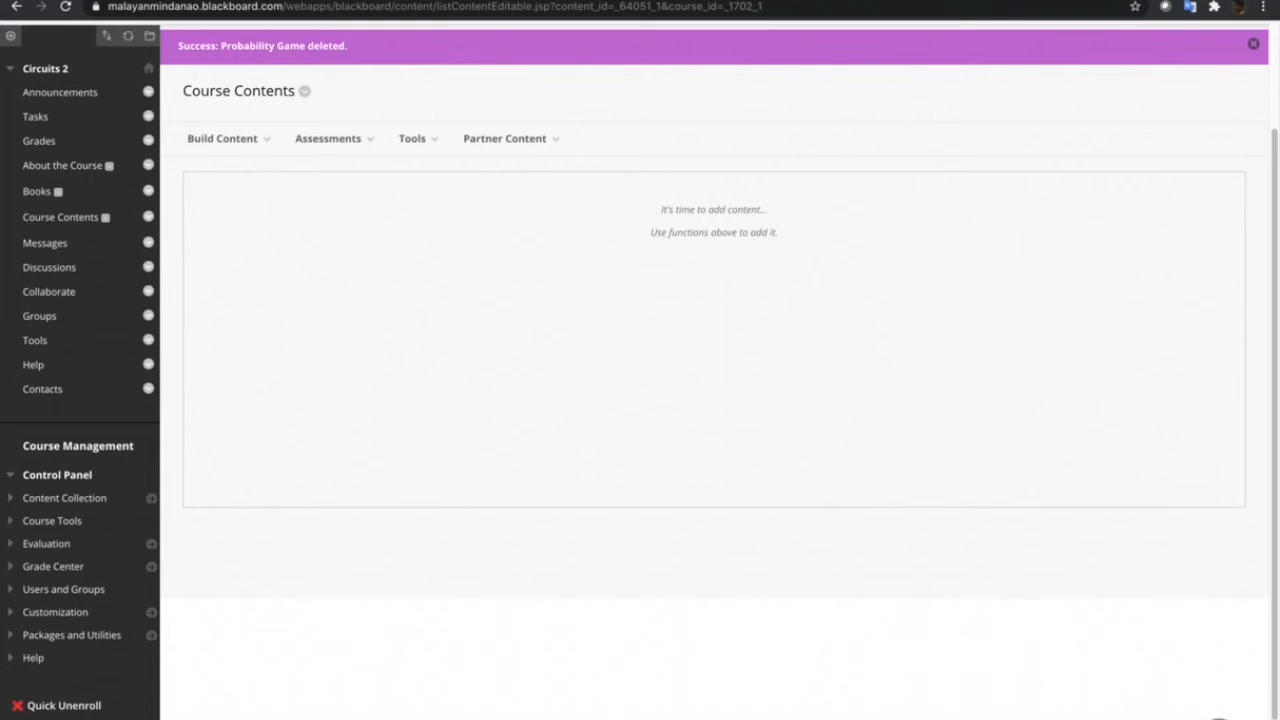 malayanmindanao.blackboard.com/webapps/blackboard/content/listContentEditable.jsp?content_id=_64051_1&course_id=_1702_1
Success: Probability Game deleted.
Circuits 2
Announcements
Tasks
Grades
About the Course
Books
Course Contents
Messages
Discussions
Collaborate
Groups
Tools
Help
Contacts
Course Management
Control Panel
Content Collection
Course Tools
Evaluation
Grade Center
Users and Groups
Customization
Packages and Utilities
Help
Quick Unenroll
Course Contents
Build Content Assessments Tools Partner Content
It's time to add content...
Use functions above to add it.